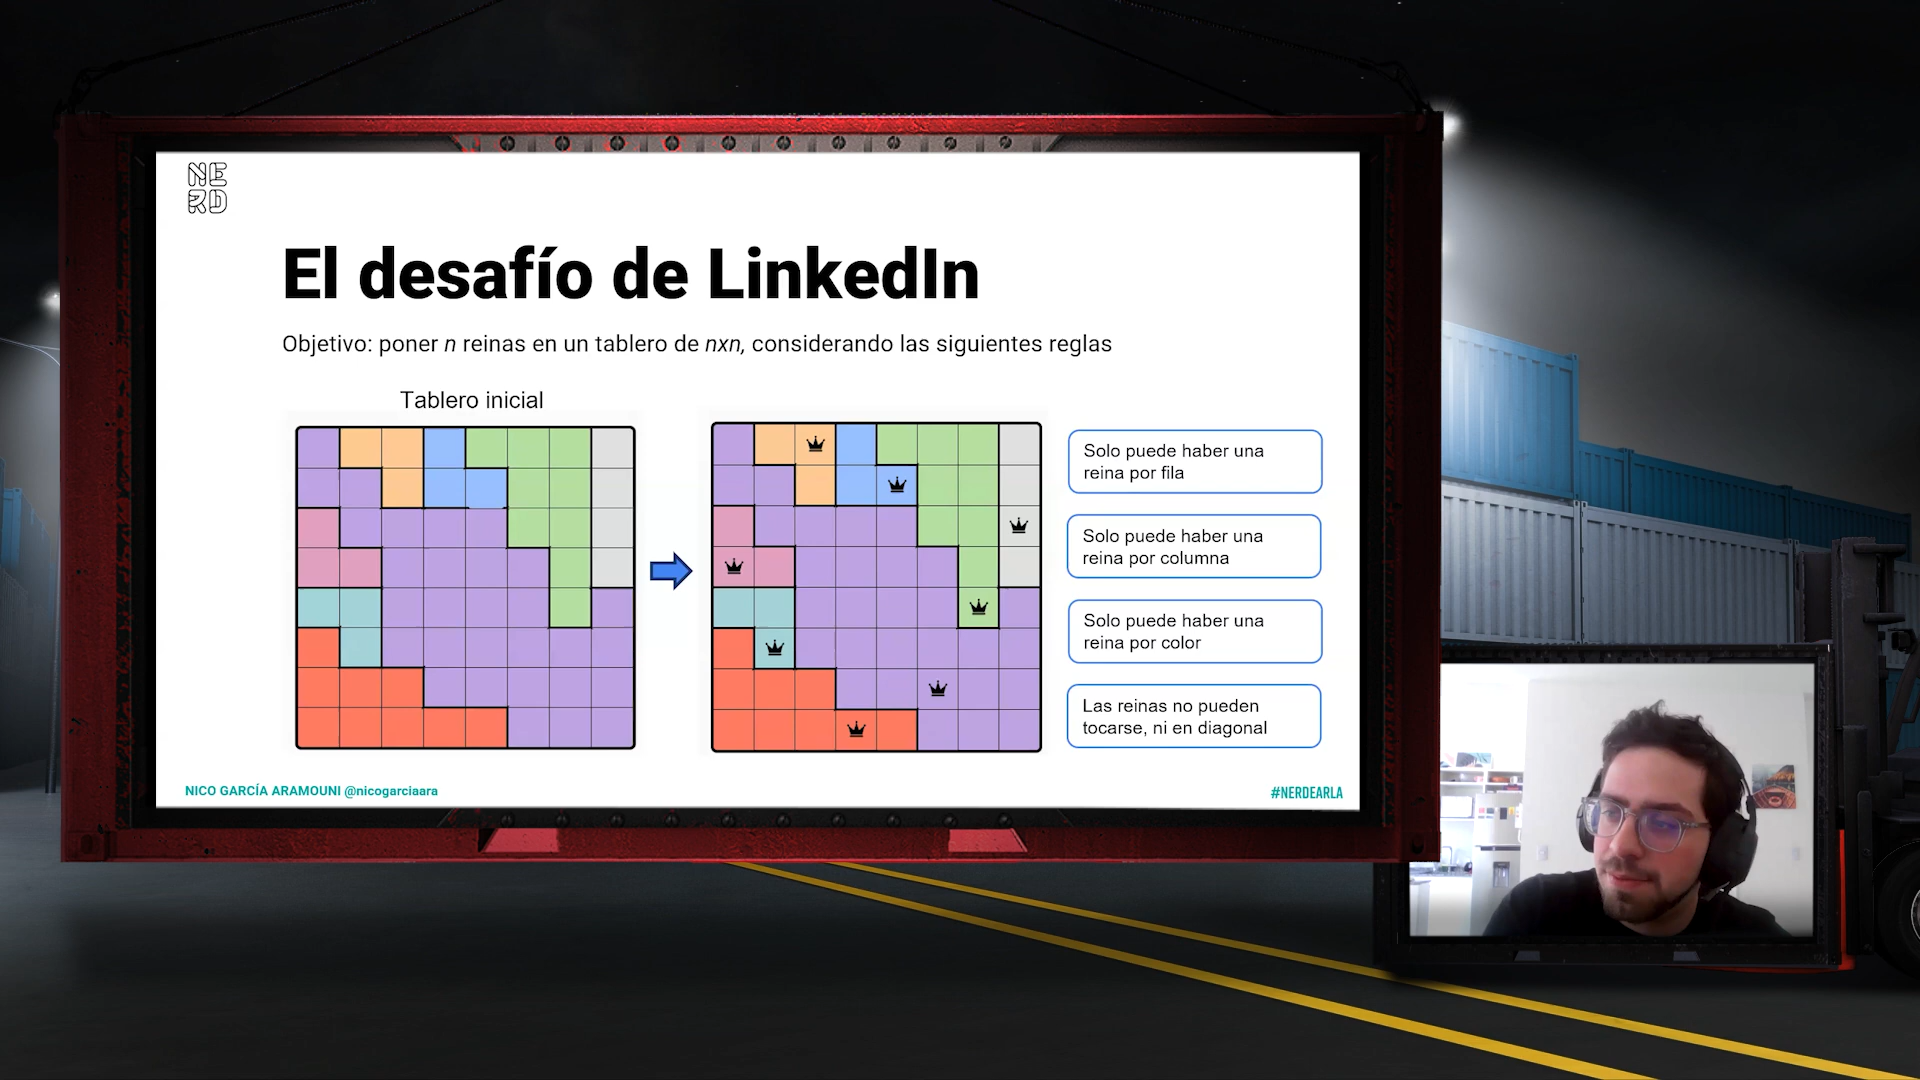 NE
RD
El desafío de LinkedIn
Objetivo: poner n reinas en un tablero de nxn, considerando las siguientes reglas
Tablero inicial
Solo puede haber una
reina por fila
Solo puede haber una
reina por columna
Solo puede haber una
reina por color
Las reinas no pueden
tocarse, ni en diagonal
NICO GARCÍA ARAMOUNI @nicogarciaara
#NERDEARLA